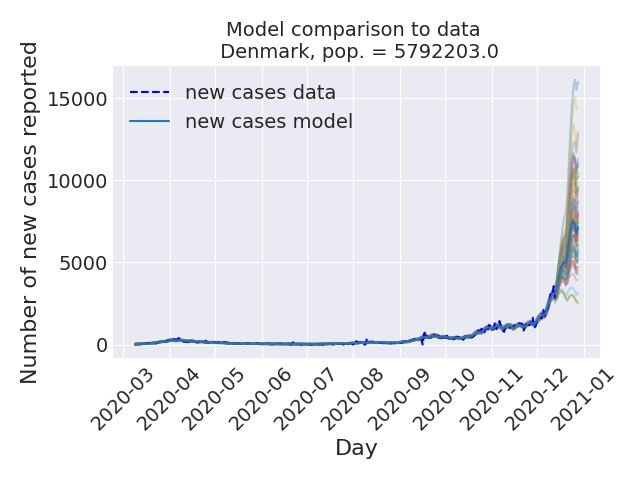 Model comparison to data
Denmark, pop. = 5792203.0
Number of new cases reported
15000
10000
5000
0
new cases data
new cases model
2020-03
2020-04
2020-05
2020-06
2020-07
2020-08
2020-09
2020-10
2020-11
2020-12
2021-01
Day